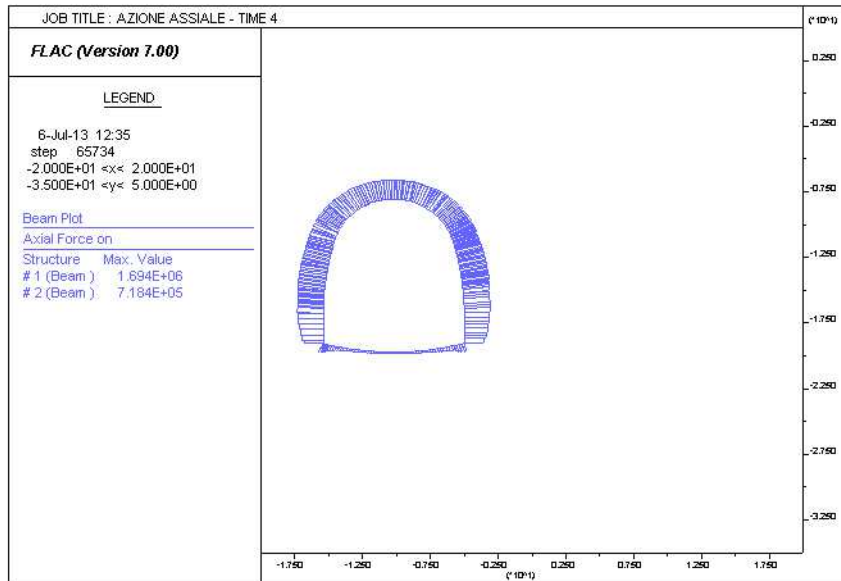 JOB TITLE : AZIONE ASSIALE - TIME 4
(*10^1)
FLAC (Version 7.00)
LEGEND
6-Jul-13 12:35
step 65734
-2.000E+01 <x< 2.000E+01
-3.500E+01 <y< 5.000E+00
Beam Plot
Axial Force on
Structure Max. Value
# 1 (Beam ) 1.694E+06
# 2 (Beam ) 7.184E+05
0.250
-0.250
-0.750
-1.250
-1.750
-2.250
-2.750
-3.250
-1.750 -1.250 -0.750 -0.250 0.250 0.750 1.250 1.750
(*10^1)